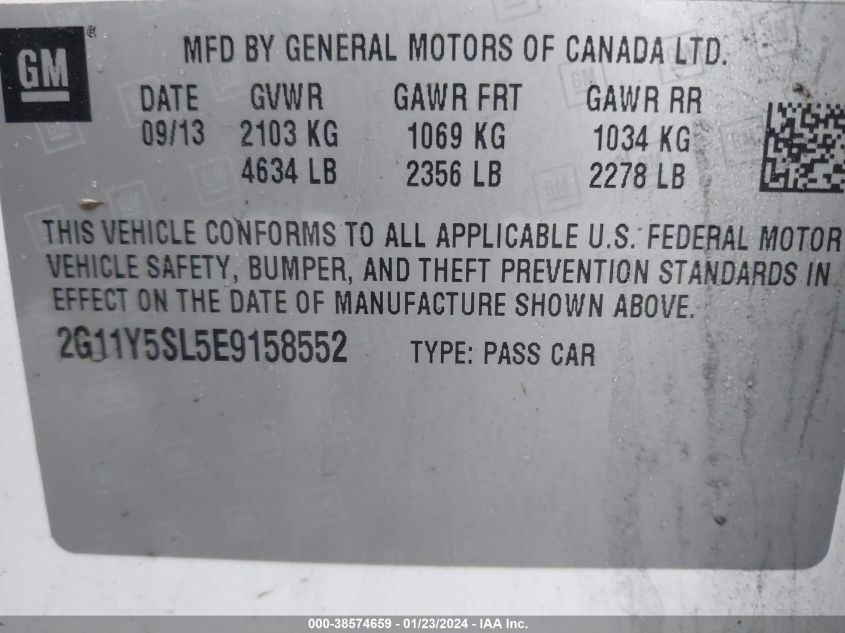 GM ®
MFD BY GENERAL MOTORS OF CANADA LTD.
DATE GVWR GAWR FRT GAWR RR
09/13 2103 KG 1069 KG 1034 KG
4634 LB 2356 LB 2278 LB
THIS VEHICLE CONFORMS TO ALL APPLICABLE U.S. FEDERAL MOTOR
VEHICLE SAFETY, BUMPER, AND THEFT PREVENTION STANDARDS IN
EFFECT ON THE DATE OF MANUFACTURE SHOWN ABOVE.
2G11Y5SL5E9158552 TYPE: PASS CAR
000-38574659 - 01/23/2024 - IAA Inc.